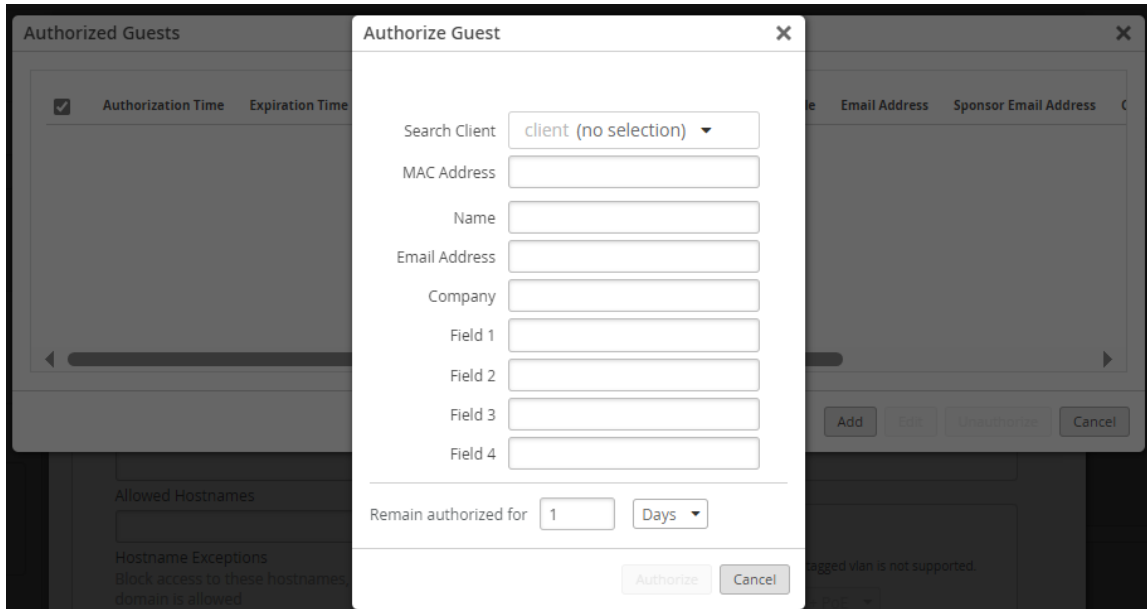 Authorized Guests
Authorize Guest
Authorization Time Expiration Time
Email Address Sponsor Email Address
Search Client client (no selection)
MAC Address
Name
Email Address
Company
Field 1
Field 2
Field 3
Field 4
Add Edit Unauthorize Cancel
Remain authorized for 1 Days
Authorize Cancel
Allowed Hostnames
Hostname Exceptions
Block access to these hostnames,
domain is allowed
tagged vlan is not supported.